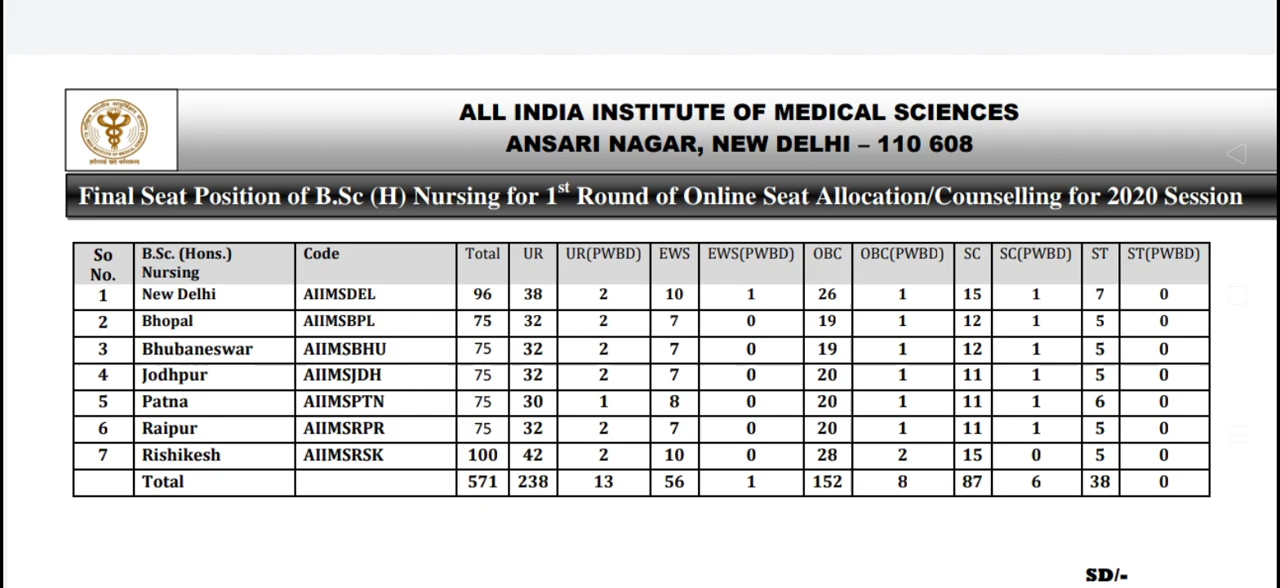 ALL INDIA INSTITUTE OF MEDICAL SCIENCES
ANSARI NAGAR, NEW DELHI – 110 608
Final Seat Position of B.Sc (H) Nursing for 1st Round of Online Seat Allocation/Counselling for 2020 Session
So No. B.Sc. (Hons.) Nursing Code Total UR UR(PWBD) EWS EWS(PWBD) OBC OBC(PWBD) SC SC(PWBD) ST ST(PWBD)
1 New Delhi AIIMSDEL 96 38 2 10 1 26 1 15 1 7 0
2 Bhopal AIIMSBPL 75 32 2 7 0 19 1 12 1 5 0
3 Bhubaneswar AIIMSBHU 75 32 2 7 0 19 1 12 1 5 0
4 Jodhpur AIIMSJDH 75 32 2 7 0 20 1 11 1 5 0
5 Patna AIIMSPTN 75 30 1 8 0 20 1 11 1 6 0
6 Raipur AIIMSRPR 75 32 2 7 0 20 1 11 1 5 0
7 Rishikesh AIIMSRSK 100 42 2 10 0 28 2 15 0 5 0
Total 571 238 13 56 1 152 8 87 6 38 0
SD/-